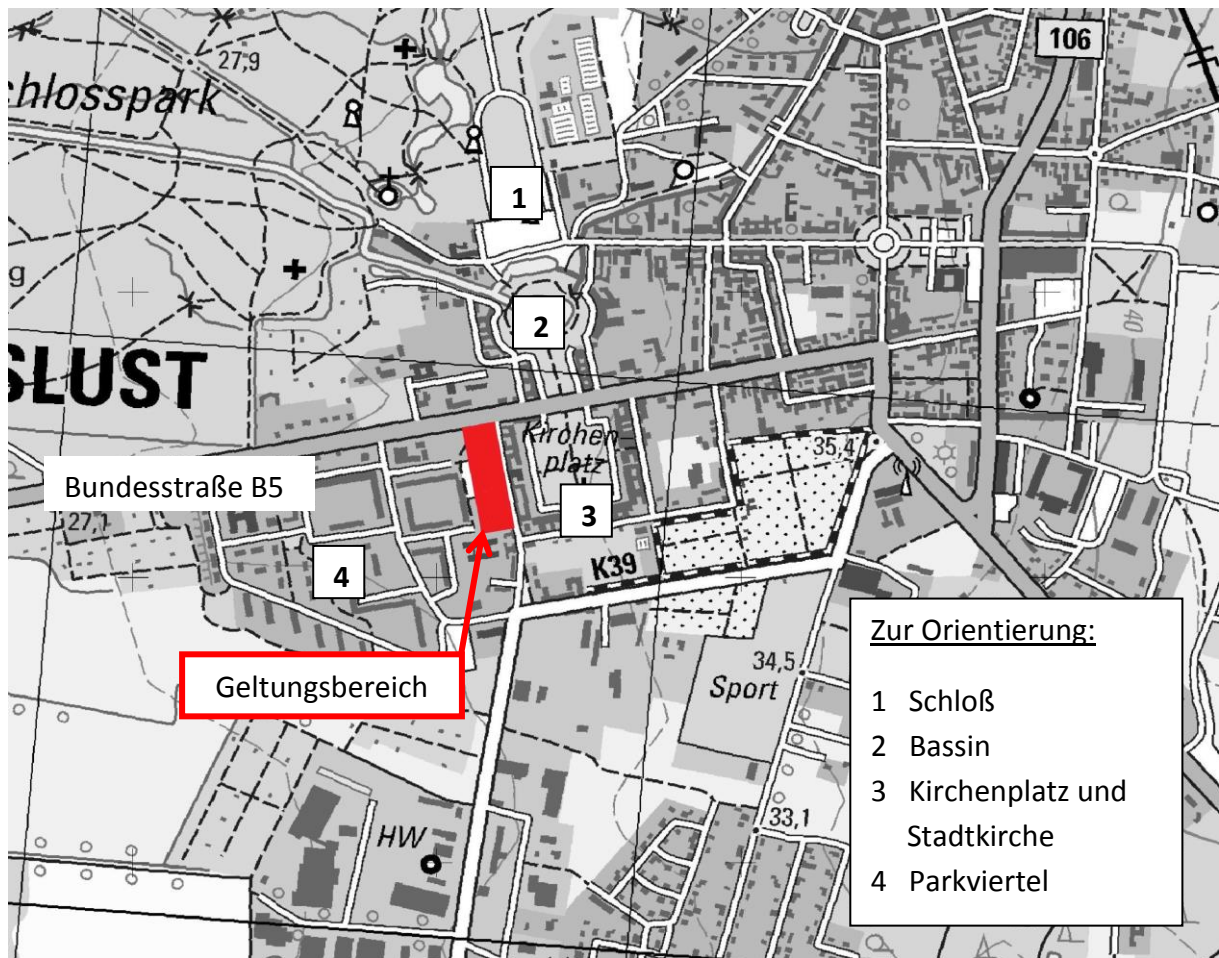 106
27,9
chlosspark
1
g
2
40
SLUST
Kirchen-
platz
35,4
Bundesstraße B5
3
27,1
K39
4
Zur Orientierung:
1 Schloß
2 Bassin
3 Kirchenplatz und
Stadtkirche
4 Parkviertel
Geltungsbereich
34,5
Sport
33,1
HW